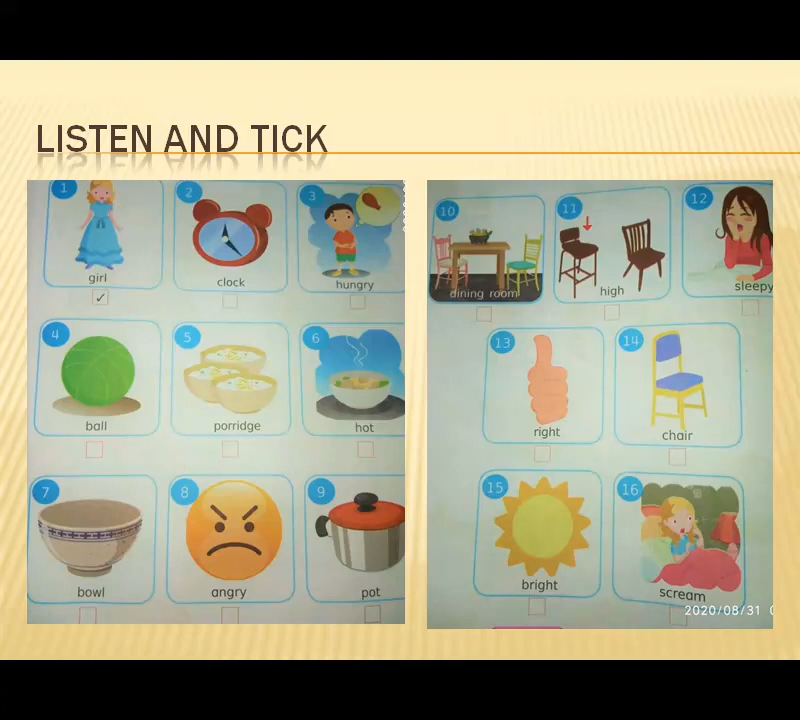 LISTEN AND TICK
1
2
3
girl
clock
hungry
4
5
6
ball
porridge
hot
7
8
9
bowl
angry
pot
10
11
12
dining room
high
sleepy
13
14
right
chair
15
16
bright
scream
2020/08/31